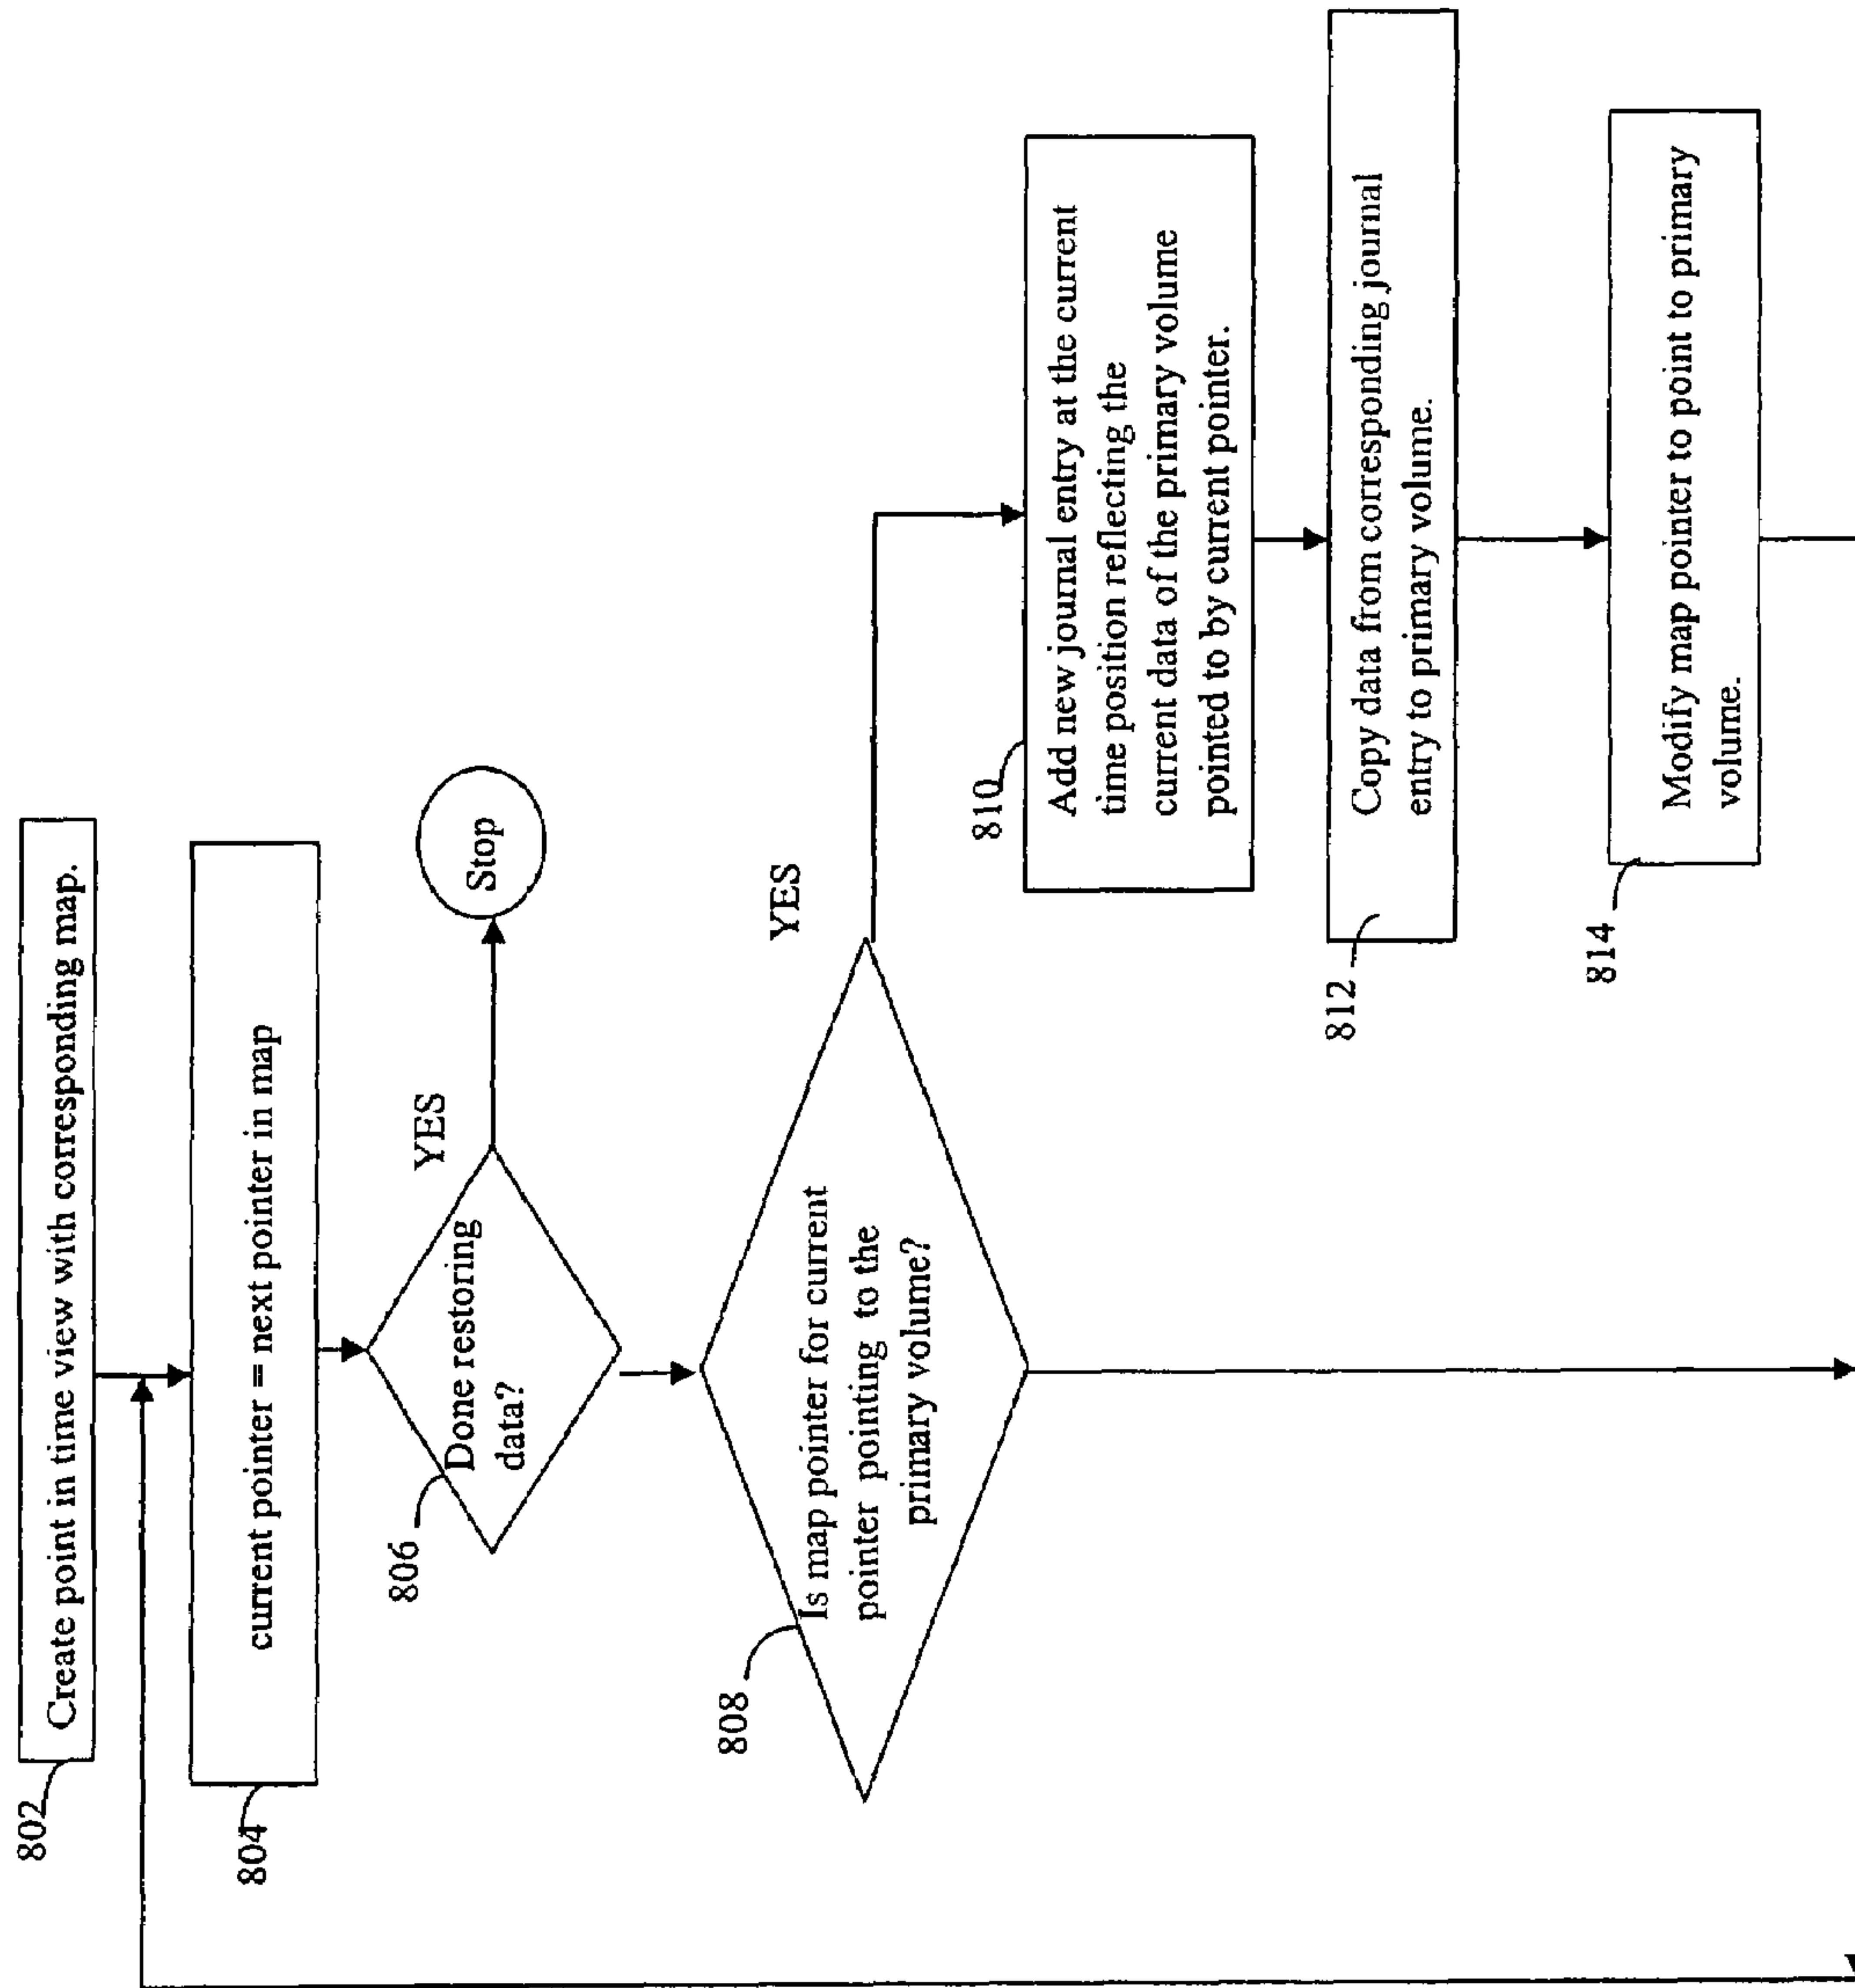 802
Create point in time view with corresponding map.
804
current pointer = next pointer in map
806
Done restoring
data?
YES
Stop
808
Is map pointer for current
pointer pointing to the
primary volume?
YES
810
Add new journal entry at the current
time position reflecting the
current data of the primary volume
pointed to by current pointer.
812
Copy data from corresponding journal
entry to primary volume.
814
Modify map pointer to point to primary
volume.